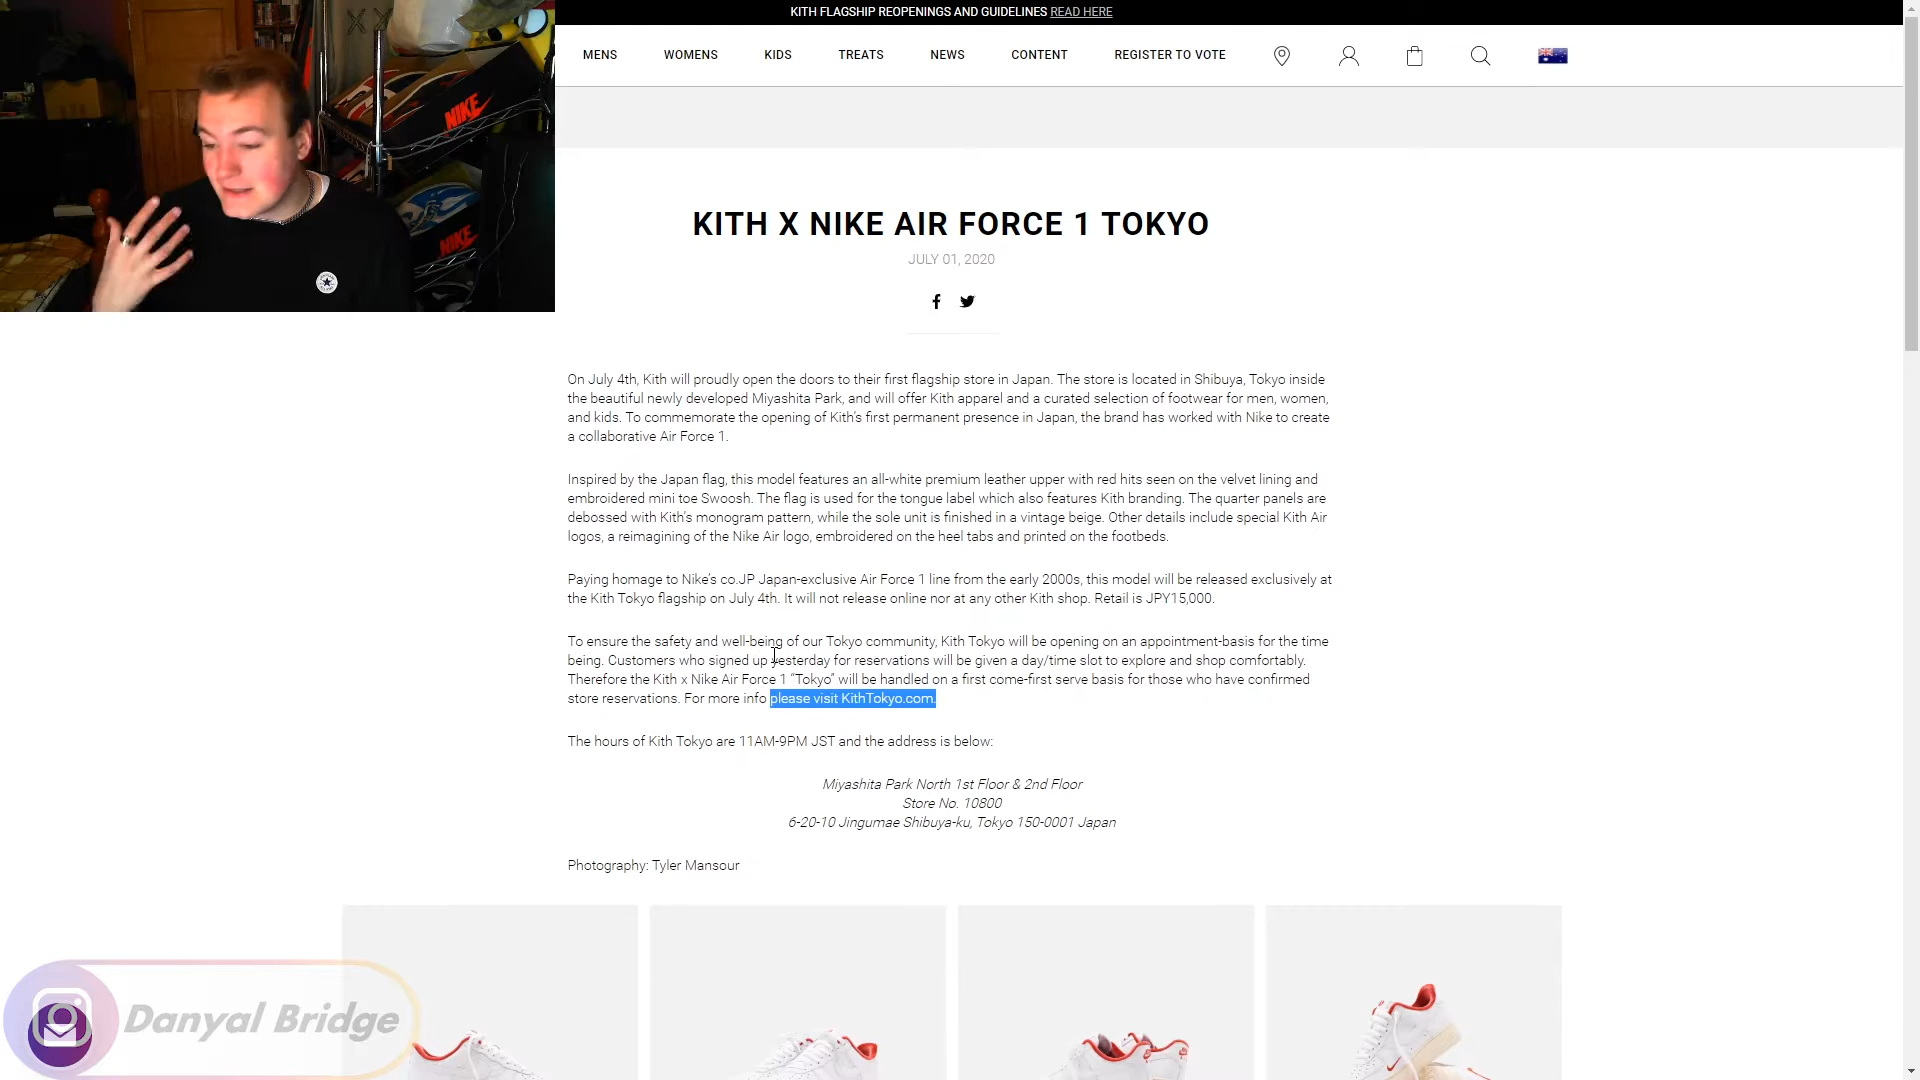 KITH FLAGSHIP REOPENINGS AND GUIDELINES READ HERE
MENS WOMENS KIDS TREATS NEWS CONTENT REGISTER TO VOTE
NIKE
NIKE
KITH X NIKE AIR FORCE 1 TOKYO
JULY 01, 2020
On July 4th, Kith will proudly open the doors to their first flagship store in Japan. The store is located in Shibuya, Tokyo inside
the beautiful newly developed Miyashita Park, and will offer Kith apparel and a curated selection of footwear for men, women,
and kids. To commemorate the opening of Kith's first permanent presence in Japan, the brand has worked with Nike to create
a collaborative Air Force 1.
Inspired by the Japan flag, this model features an all-white premium leather upper with red hits seen on the velvet lining and
embroidered mini toe Swoosh. The flag is used for the tongue label which also features Kith branding. The quarter panels are
debossed with Kith's monogram pattern, while the sole unit is finished in a vintage beige. Other details include special Kith Air
logos, a reimagining of the Nike Air logo, embroidered on the heel tabs and printed on the footbeds.
Paying homage to Nike's co.JP Japan-exclusive Air Force 1 line from the early 2000s, this model will be released exclusively at
the Kith Tokyo flagship on July 4th. It will not release online nor at any other Kith shop. Retail is JPY15,000.
To ensure the safety and well-being of our Tokyo community, Kith Tokyo will be opening on an appointment-basis for the time
being. Customers who signed up yesterday for reservations will be given a day/time slot to explore and shop comfortably.
Therefore the Kith x Nike Air Force 1 “Tokyo” will be handled on a first come-first serve basis for those who have confirmed
store reservations. For more info please visit KithTokyo.com.
The hours of Kith Tokyo are 11AM-9PM JST and the address is below:
Miyashita Park North 1st Floor & 2nd Floor
Store No. 10800
6-20-10 Jingumae Shibuya-ku, Tokyo 150-0001 Japan
Photography: Tyler Mansour
Danyal Bridge